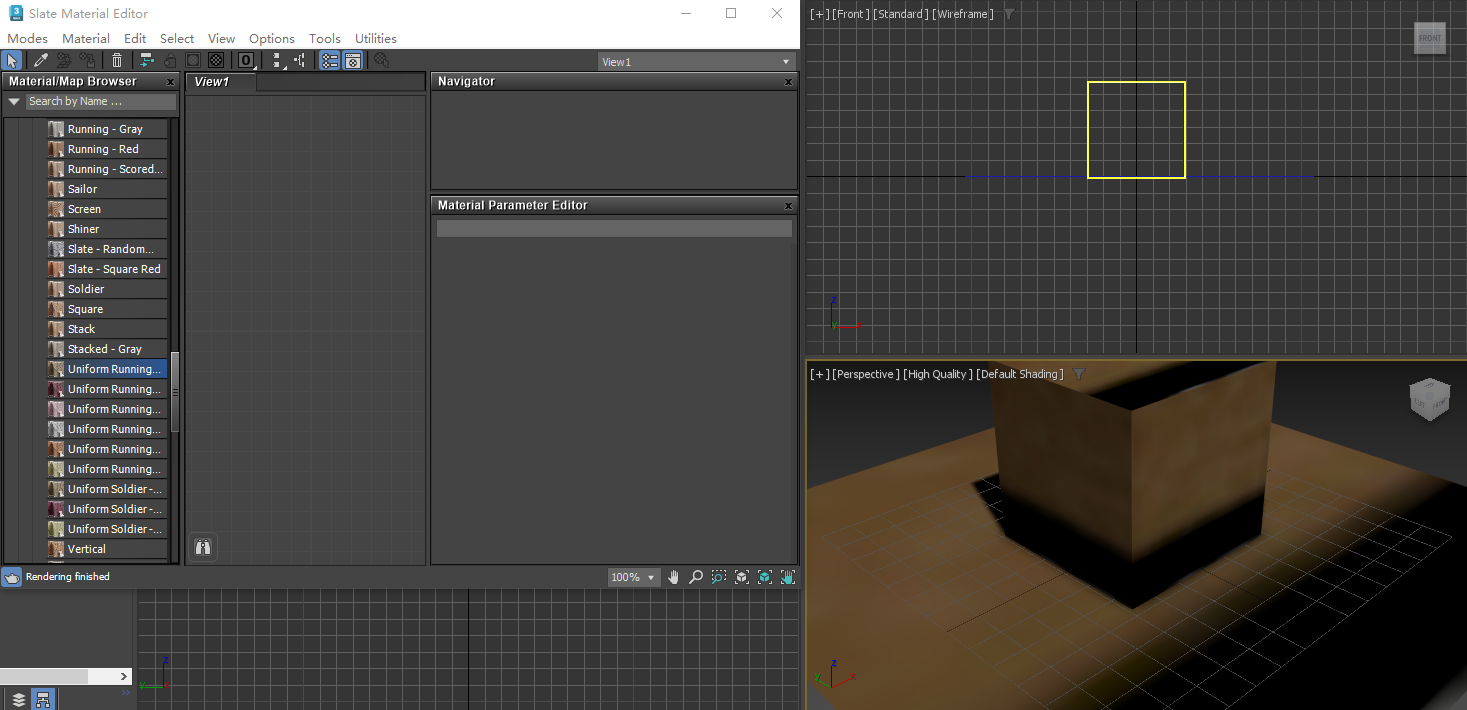 Slate Material Editor
Modes Material Edit Select View Options Tools Utilities
0
View1
Material/Map Browser x
Search by Name ...
Running - Gray
Running - Red
Running - Scored...
Sailor
Screen
Shiner
Slate - Random...
Slate - Square Red
Soldier
Square
Stack
Stacked - Gray
Uniform Running...
Uniform Running...
Uniform Running...
Uniform Running...
Uniform Running...
Uniform Running...
Uniform Soldier -...
Uniform Soldier -...
Uniform Soldier -...
Vertical
View1
Navigator x
Material Parameter Editor x
Rendering finished
100%
z
y
x
[+] [Front] [Standard] [Wireframe]
FRONT
z
y
x
[+] [Perspective] [High Quality] [Default Shading]
LEFT
FRONT
z
y
x